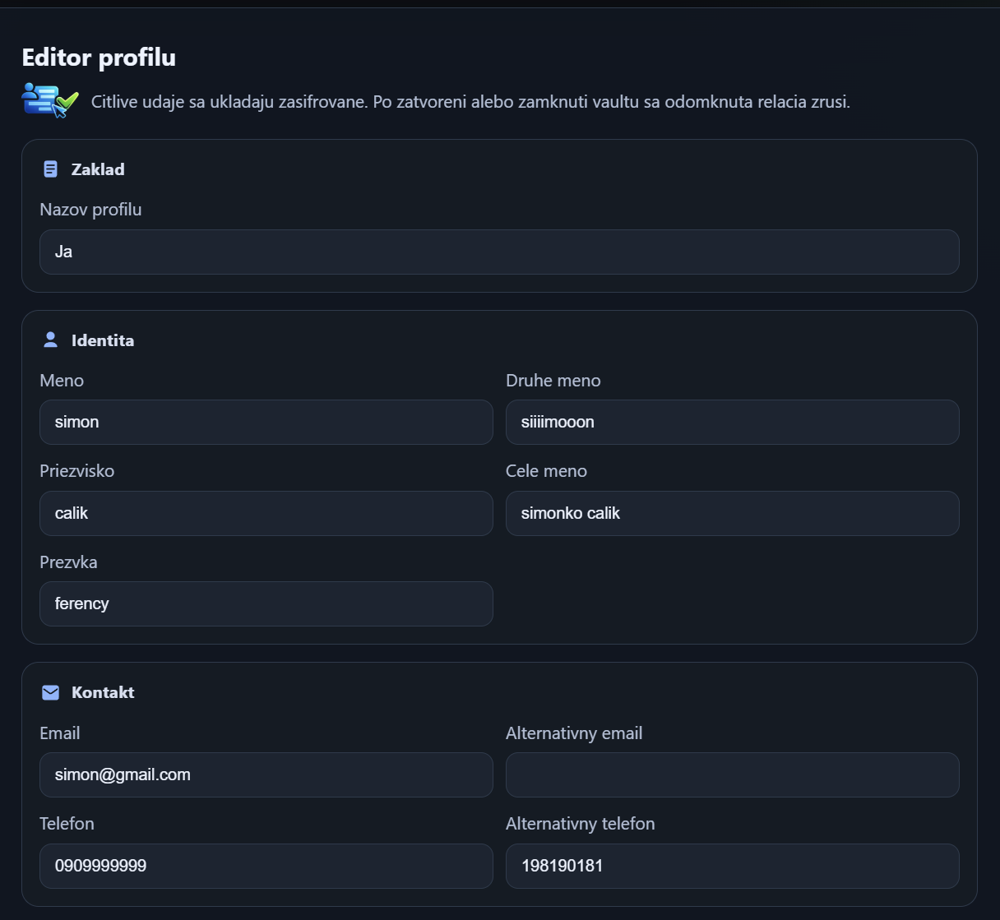 Editor profilu
Citlive udaje sa ukladaju zasifrovane. Po zatvoreni alebo zamknuti vaultu sa odomknuta relacia zrusi.
Zaklad
Nazov profilu
Ja
Identita
Meno
Druhe meno
simon
siiiimooon
Priezvisko
Cele meno
calik
simonko calik
Prezvka
ferency
Kontakt
Email
Alternativny email
simon@gmail.com
Telefon
Alternativny telefon
0909999999
198190181